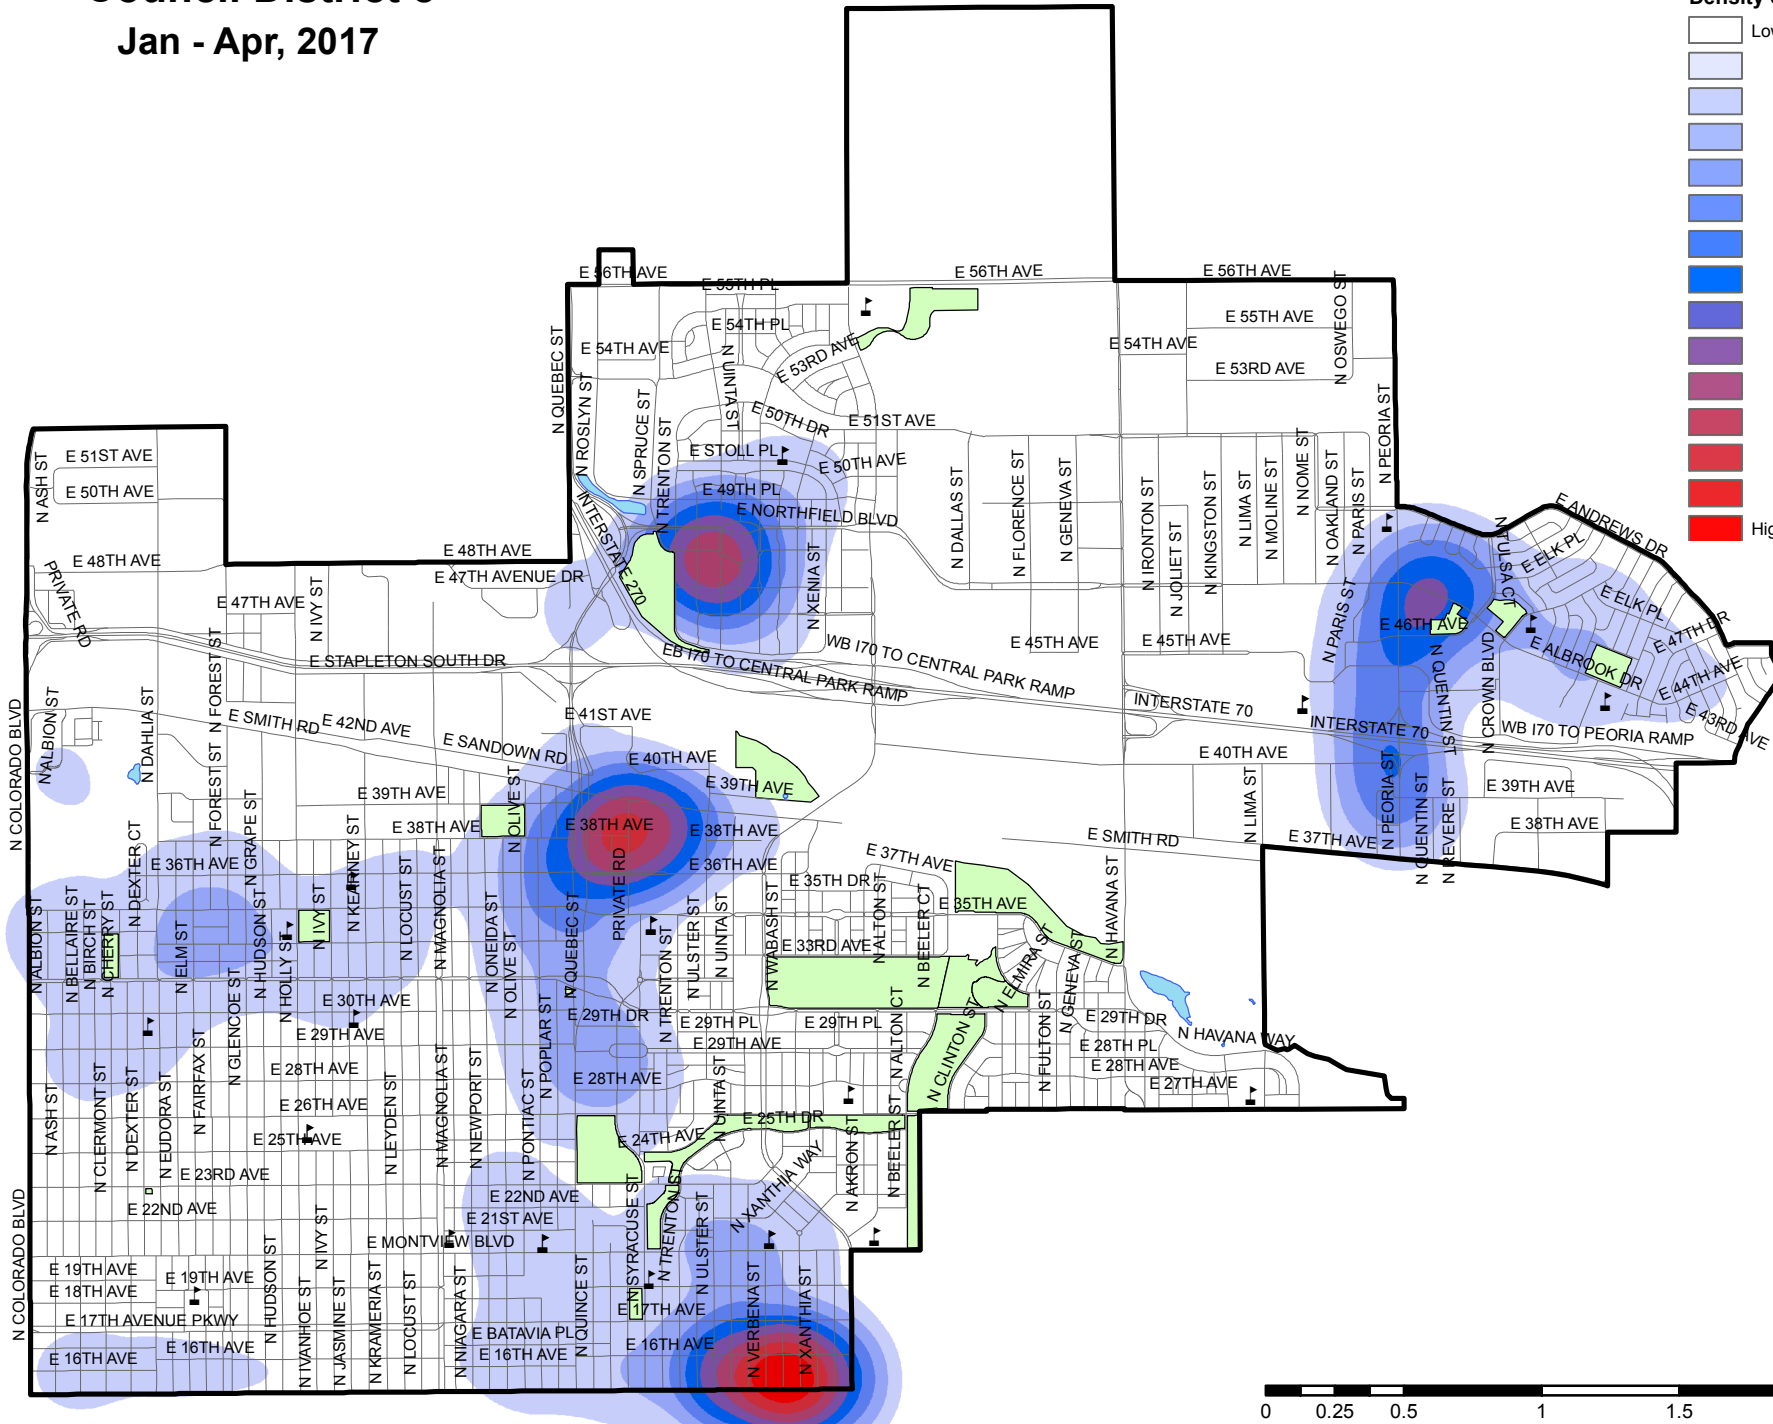 Jan - Apr, 2017
E 56TH AVE
E 56TH AVE
E 56TH AVE
E 55TH PL
E 54TH PL
E 55TH AVE
E 54TH AVE
E 54TH AVE
E 53RD AVE
E 53RD AVE
N OSWEGO ST
N QUEBEC ST
N ROSLYN ST
N SPRUCE ST
N TRENTON ST
N UINTA ST
E 50TH DR
E 51ST AVE
E STOLL PL
E 50TH AVE
E 49TH PL
E NORTHFIELD BLVD
N PEORIA ST
E 51ST AVE
E 50TH AVE
N ASH ST
E 48TH AVE
E 48TH AVE
E 47TH AVENUE DR
INTERSTATE 270
N XENIA ST
N DALLAS ST
N FLORENCE ST
N GENEVA ST
N IRONTON ST
N JOLIET ST
N KINGSTON ST
N LIMA ST
N MOLINE ST
N NOME ST
N OAKLAND ST
N PARIS ST
N TULSA CT
E ANDREWS DR
E ELK PL
E ELK PL
E 47TH DR
PRIVATE RD
E 47TH AVE
N IVY ST
N FOREST ST
E STAPLETON SOUTH DR
EB I70 TO CENTRAL PARK RAMP
WB I70 TO CENTRAL PARK RAMP
E 45TH AVE
E 45TH AVE
N PARIS ST
E 46TH AVE
N QUENTIN ST
N CROWN BLVD
E ALBROOK DR
E 44TH AVE
E 43RD AVE
N COLORADO BLVD
N ALBION ST
N DAHLIA ST
E SMITH RD
E 42ND AVE
E SANDOWN RD
E 41ST AVE
E 40TH AVE
INTERSTATE 70
INTERSTATE 70
WB I70 TO PEORIA RAMP
E 40TH AVE
E 39TH AVE
E 39TH AVE
E 39TH AVE
N FOREST ST
N GRAPE ST
N OLIVE ST
E 38TH AVE
E 38TH AVE
E 38TH AVE
E 38TH AVE
N LIMA ST
E SMITH RD
E 37TH AVE
N PEORIA ST
N QUENTIN ST
N REVERE ST
N DEXTER CT
E 36TH AVE
N KEARNEY ST
PRIVATE RD
E 36TH AVE
E 37TH AVE
E 35TH DR
E 35TH AVE
E 33RD AVE
N ALBION ST
N BELLAIRE ST
N BIRCH ST
N CHERRY ST
N ELM ST
N HUDSON ST
N HOLLY ST
N IVY ST
N LOCUST ST
N MAGNOLIA ST
N ONEIDA ST
N OLIVE ST
N QUEBEC ST
N TRENTON ST
N ULSTER ST
N UINTA ST
N WABASH ST
N ALTON ST
N BEELER CT
N ELMIRA ST
N GENEVA ST
N HAVANA ST
N GLENCOE ST
E 30TH AVE
E 29TH AVE
N POPLAR ST
E 29TH DR
E 29TH PL
E 29TH PL
E 29TH AVE
N ALTON CT
N CLINTON ST
N FULTON ST
E 29TH DR
N HAVANA WAY
E 28TH PL
E 28TH AVE
E 27TH AVE
E 28TH AVE
E 28TH AVE
N ASH ST
N CLERMONT ST
N DEXTER ST
N EUDORA ST
N FAIRFAX ST
E 26TH AVE
E 25TH AVE
N LEYDEN ST
N MAGNOLIA ST
N NEWPORT ST
N PONTIAC ST
N UINTA ST
E 25TH DR
E 24TH AVE
N AKRON ST
N BEELER ST
N XANTHIA WAY
E 23RD AVE
E 22ND AVE
E 22ND AVE
E 21ST AVE
E MONTVIEW BLVD
N SYRACUSE ST
N TRENTON ST
N ULSTER ST
N COLORADO BLVD
E 19TH AVE
E 19TH AVE
E 18TH AVE
E 17TH AVENUE PKWY
E 17TH AVE
N HUDSON ST
N IVY ST
N IVANHOE ST
N JASMINE ST
N KRAMERIA ST
N LOCUST ST
N NIAGARA ST
N QUINCE ST
N VERBENA ST
N XANTHIA ST
E BATAVIA PL
E 16TH AVE
E 16TH AVE
E 16TH AVE
E 16TH AVE
0 0.25 0.5 1 1.5